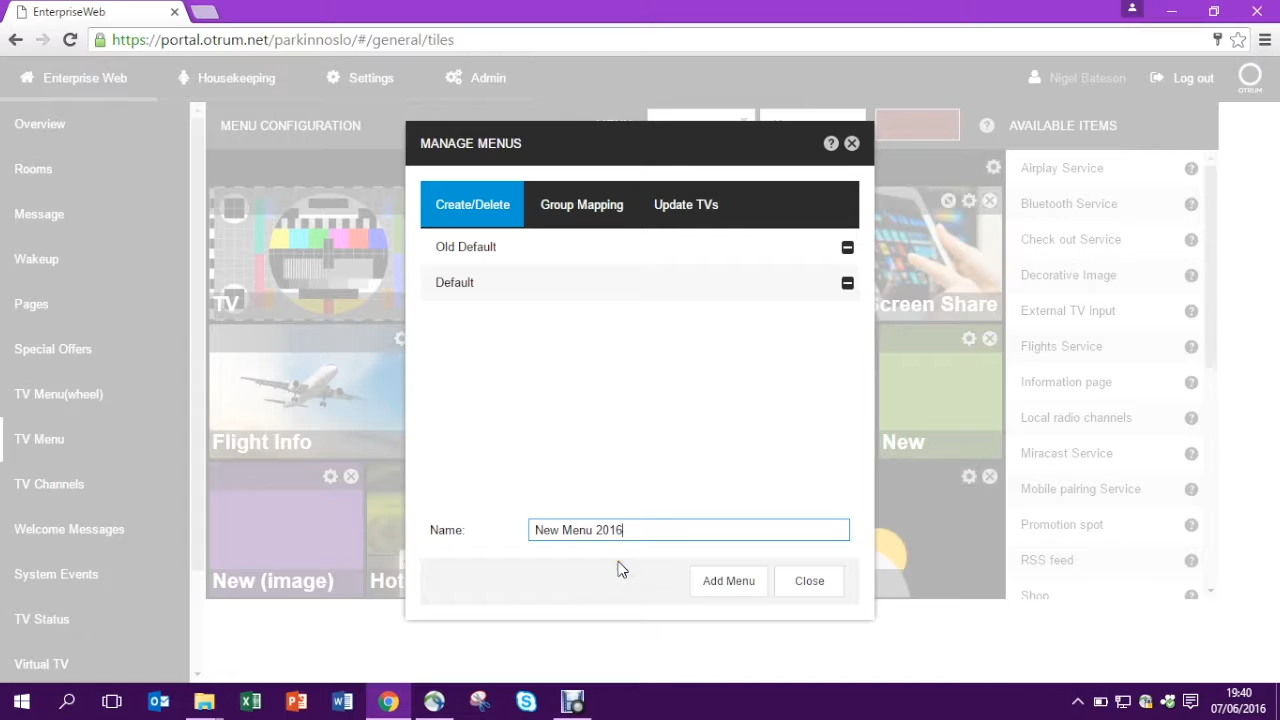 EnterpriseWeb
https://portal.otrum.net/parkinnoslo/#/general/tiles
Enterprise Web
Housekeeping
Settings
Admin
Nigel Bateson
Log out
OTRUM
Overview
Rooms
Message
Wakeup
Pages
Special Offers
TV Menu(wheel)
TV Menu
TV Channels
Welcome Messages
System Events
TV Status
Virtual TV
MENU CONFIGURATION
TV
Flight Info
New (image)
Hot
Screen Share
New
MANAGE MENUS
Create/Delete
Group Mapping
Update TVs
Old Default
Default
Name:
New Menu 2016
Add Menu
Close
AVAILABLE ITEMS
Airplay Service
Bluetooth Service
Check out Service
Decorative Image
External TV input
Flights Service
Information page
Local radio channels
Miracast Service
Mobile pairing Service
Promotion spot
RSS feed
Shop
19:40
07/06/2016